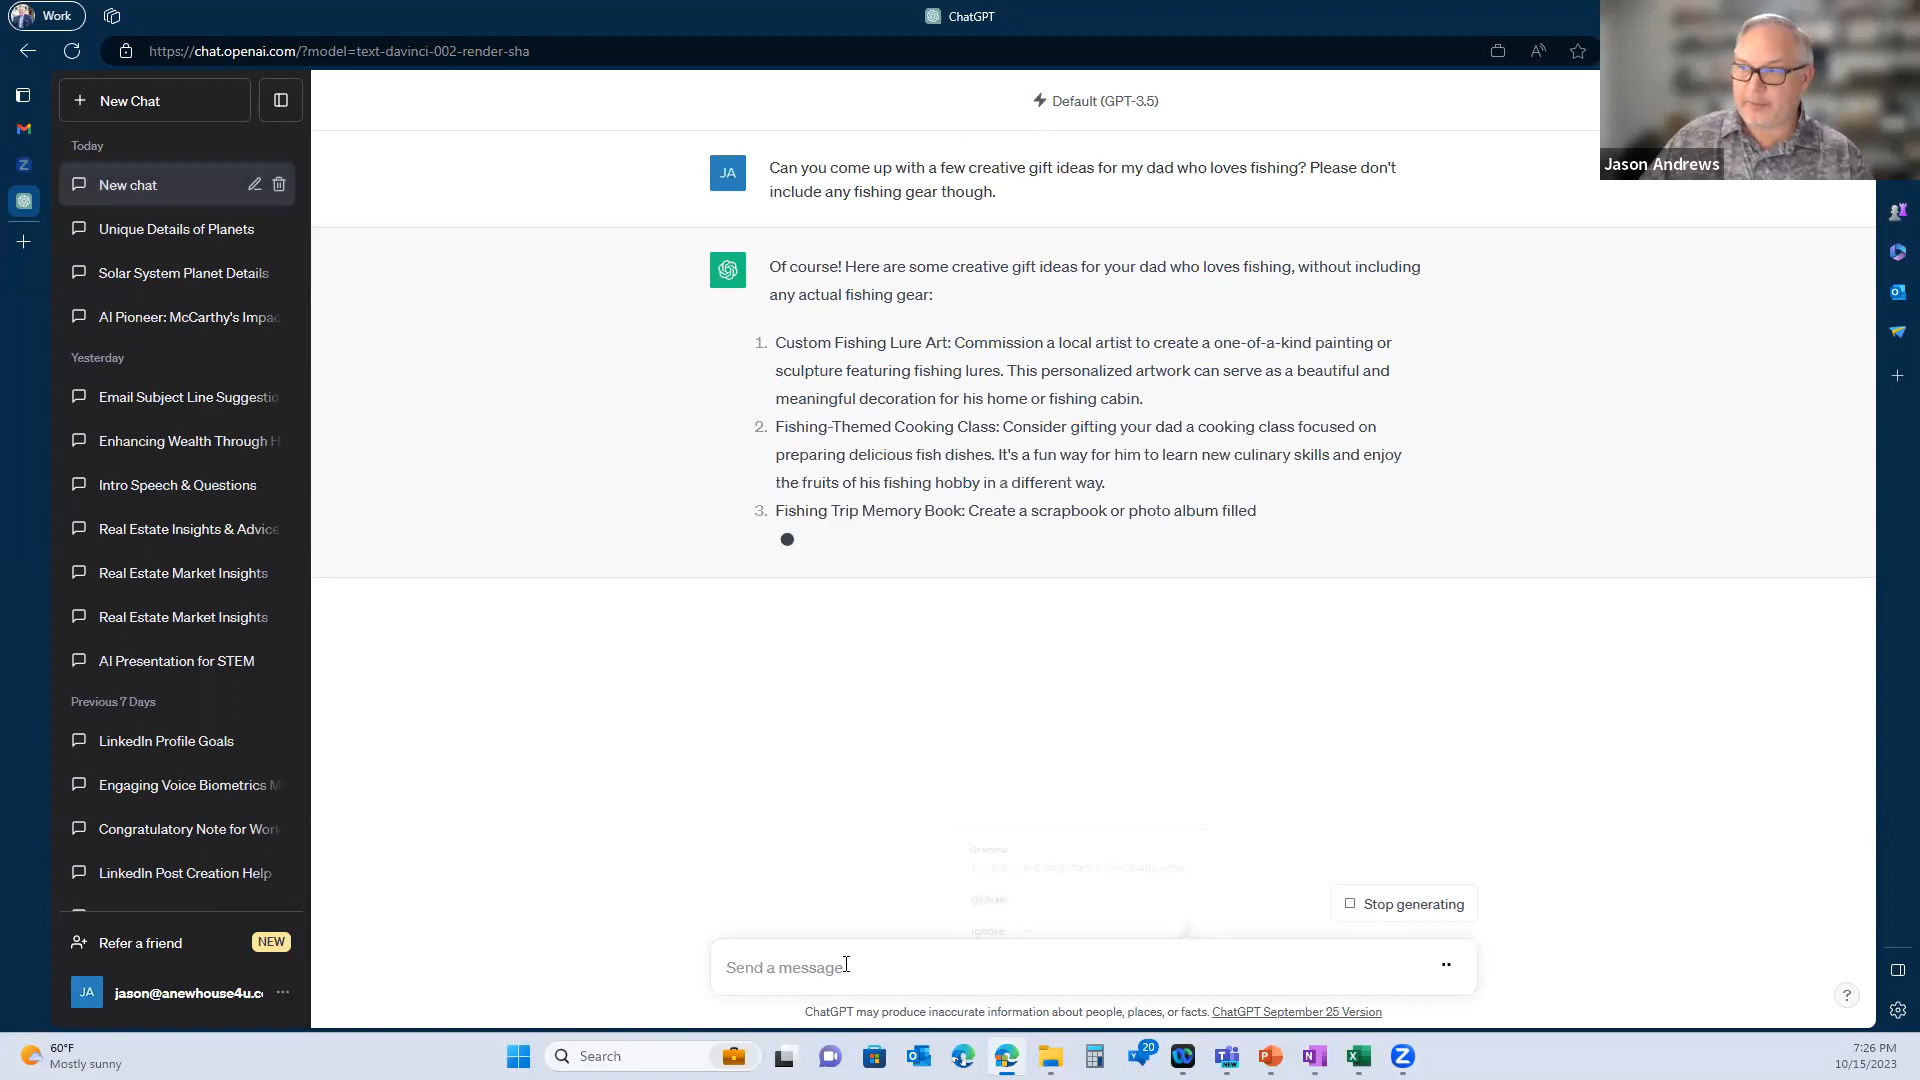 Work
ChatGPT
https://chat.openai.com/?model=text-davinci-002-render-sha
New Chat
Default (GPT-3.5)
Jason Andrews
Today
New chat
Unique Details of Planets
Solar System Planet Details
AI Pioneer: McCarthy's Impac
Yesterday
Email Subject Line Suggestio
Enhancing Wealth Through H
Intro Speech & Questions
Real Estate Insights & Advice
Real Estate Market Insights
Real Estate Market Insights
AI Presentation for STEM
Previous 7 Days
LinkedIn Profile Goals
Engaging Voice Biometrics M
Congratulatory Note for Work
LinkedIn Post Creation Help
Refer a friend
NEW
JA
jason@anewhouse4u.cc
JA
Can you come up with a few creative gift ideas for my dad who loves fishing? Please don't
include any fishing gear though.
Of course! Here are some creative gift ideas for your dad who loves fishing, without including
any actual fishing gear:
1. Custom Fishing Lure Art: Commission a local artist to create a one-of-a-kind painting or
sculpture featuring fishing lures. This personalized artwork can serve as a beautiful and
meaningful decoration for his home or fishing cabin.
2. Fishing-Themed Cooking Class: Consider gifting your dad a cooking class focused on
preparing delicious fish dishes. It's a fun way for him to learn new culinary skills and enjoy
the fruits of his fishing hobby in a different way.
3. Fishing Trip Memory Book: Create a scrapbook or photo album filled
Ignore
Stop generating
Send a message
ChatGPT may produce inaccurate information about people, places, or facts. ChatGPT September 25 Version
?
60°F
Mostly sunny
Search
20
NEW
7:26 PM
10/15/2023